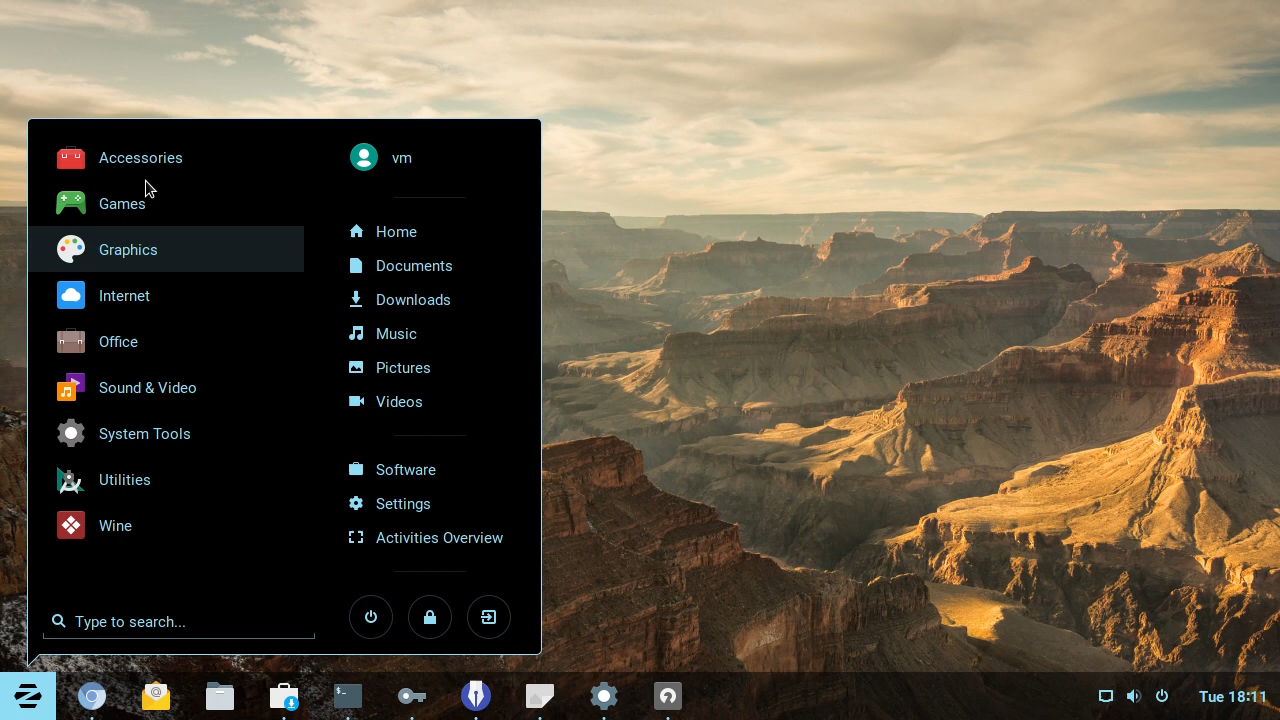 Accessories
Games
Graphics
Internet
Office
Sound & Video
System Tools
Utilities
Wine
Type to search...
vm
Home
Documents
Downloads
Music
Pictures
Videos
Software
Settings
Activities Overview
Tue 18:11